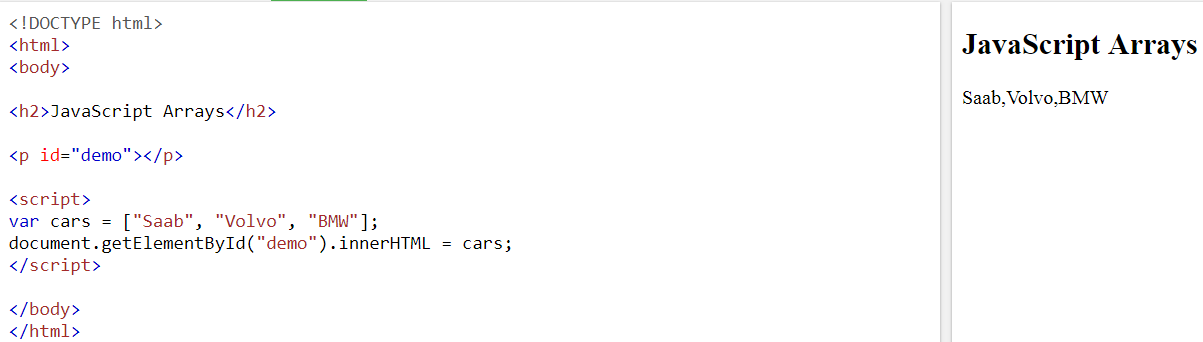 <!DOCTYPE html>
<html>
<body>
<h2>JavaScript Arrays</h2>
<p id="demo"></p>
<script>
var cars = ["Saab", "Volvo", "BMW"];
document.getElementById("demo").innerHTML = cars;
</script>
</body>
</html>
JavaScript Arrays
Saab,Volvo,BMW